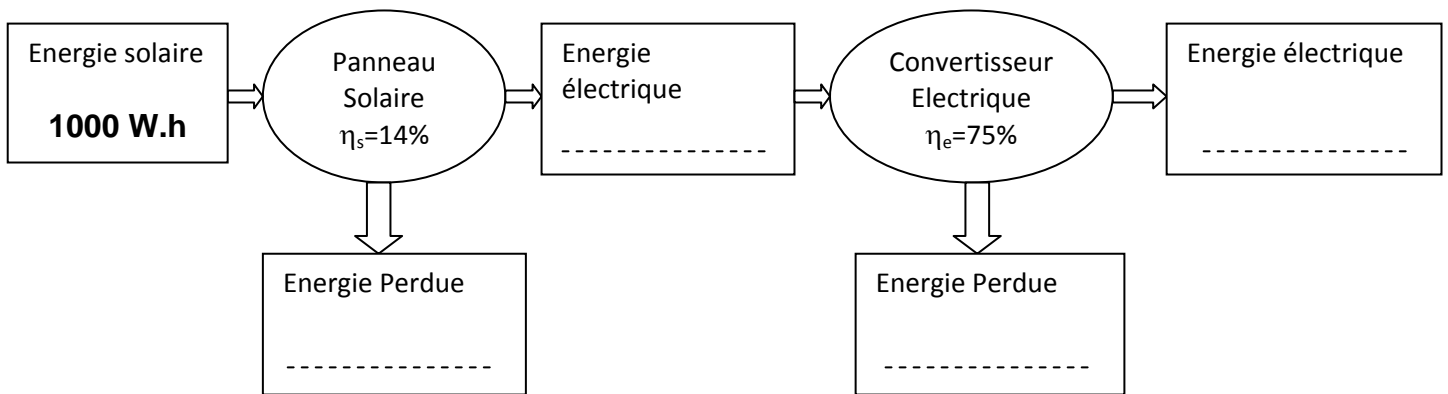 Energie solaire
1000 W.h
Panneau
Solaire
ηs=14%
Energie
électrique
_ _ _ _ _ _ _ _ _ _ _ _ _ _ _
Convertisseur
Electrique
ηe=75%
Energie électrique
_ _ _ _ _ _ _ _ _ _ _ _ _ _ _
Energie Perdue
_ _ _ _ _ _ _ _ _ _ _ _ _ _ _
Energie Perdue
_ _ _ _ _ _ _ _ _ _ _ _ _ _ _